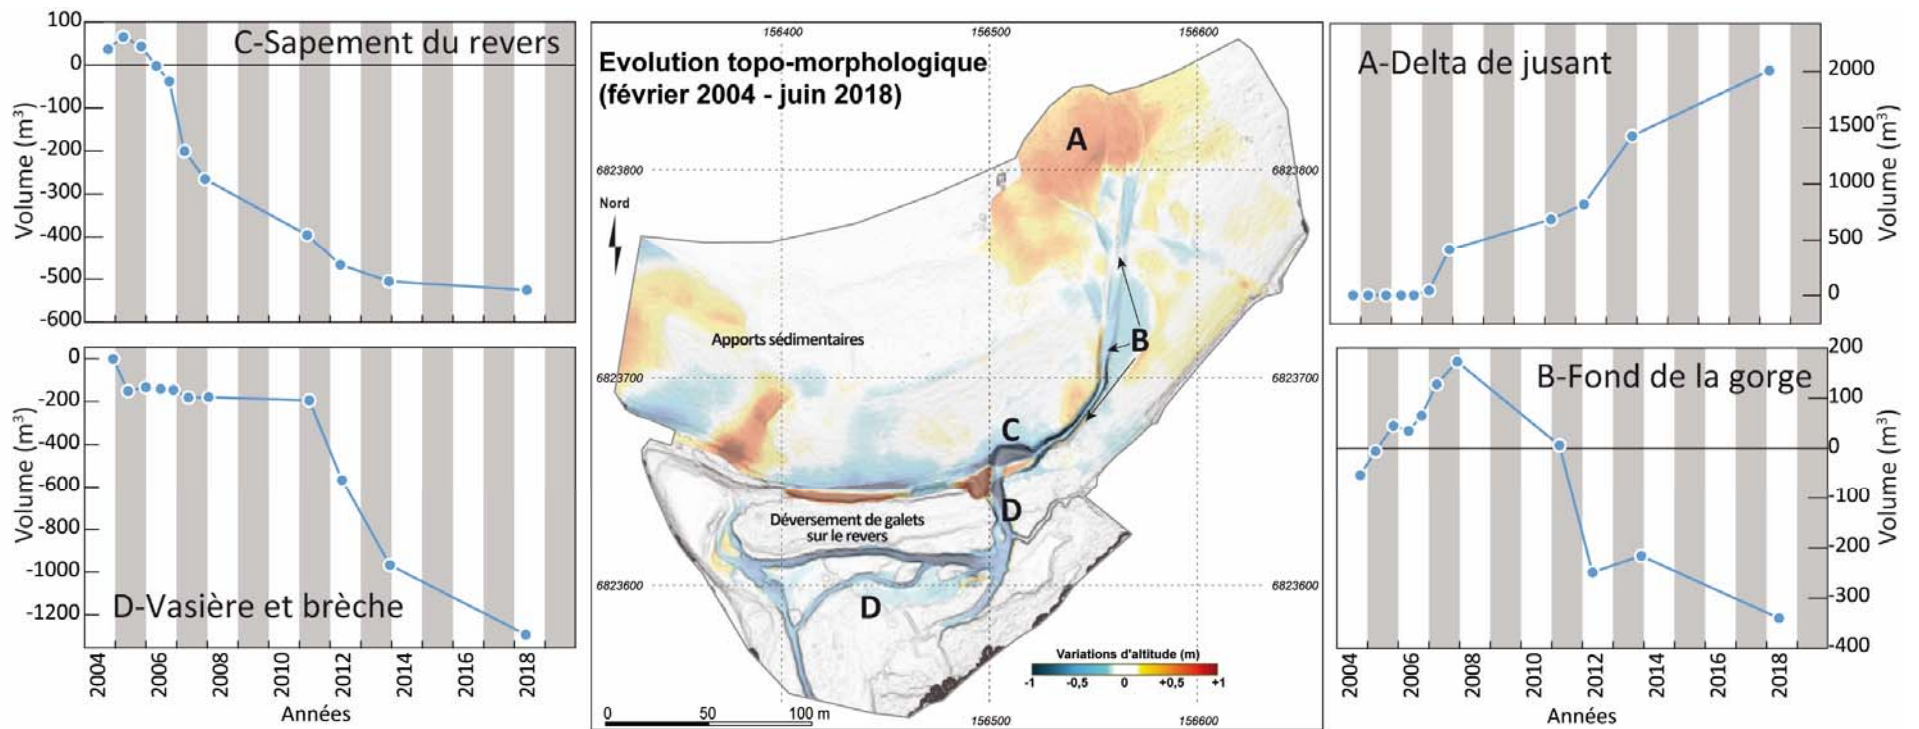 C-Sapement du revers
100
0
-100
-200
-300
-400
-500
-600
Volume (m³)
D-Vasière et brèche
0
-200
-400
-600
-800
-1000
-1200
Volume (m³)
2004
2006
2008
2010
2012
2014
2016
2018
Années
Evolution topo-morphologique
(février 2004 - juin 2018)
156400
156500
156600
6823800
6823800
Nord
A
B
C
D
D
Apports sédimentaires
6823700
6823700
Déversement de galets
sur le revers
6823600
6823600
Variations d'altitude (m)
-1
-0,5
0
+0,5
+1
0
50
100 m
156500
156600
A-Delta de jusant
2000
1500
1000
500
0
Volume (m³)
B-Fond de la gorge
200
100
0
-100
-200
-300
-400
Volume (m³)
2004
2006
2008
2010
2012
2014
2016
2018
Années